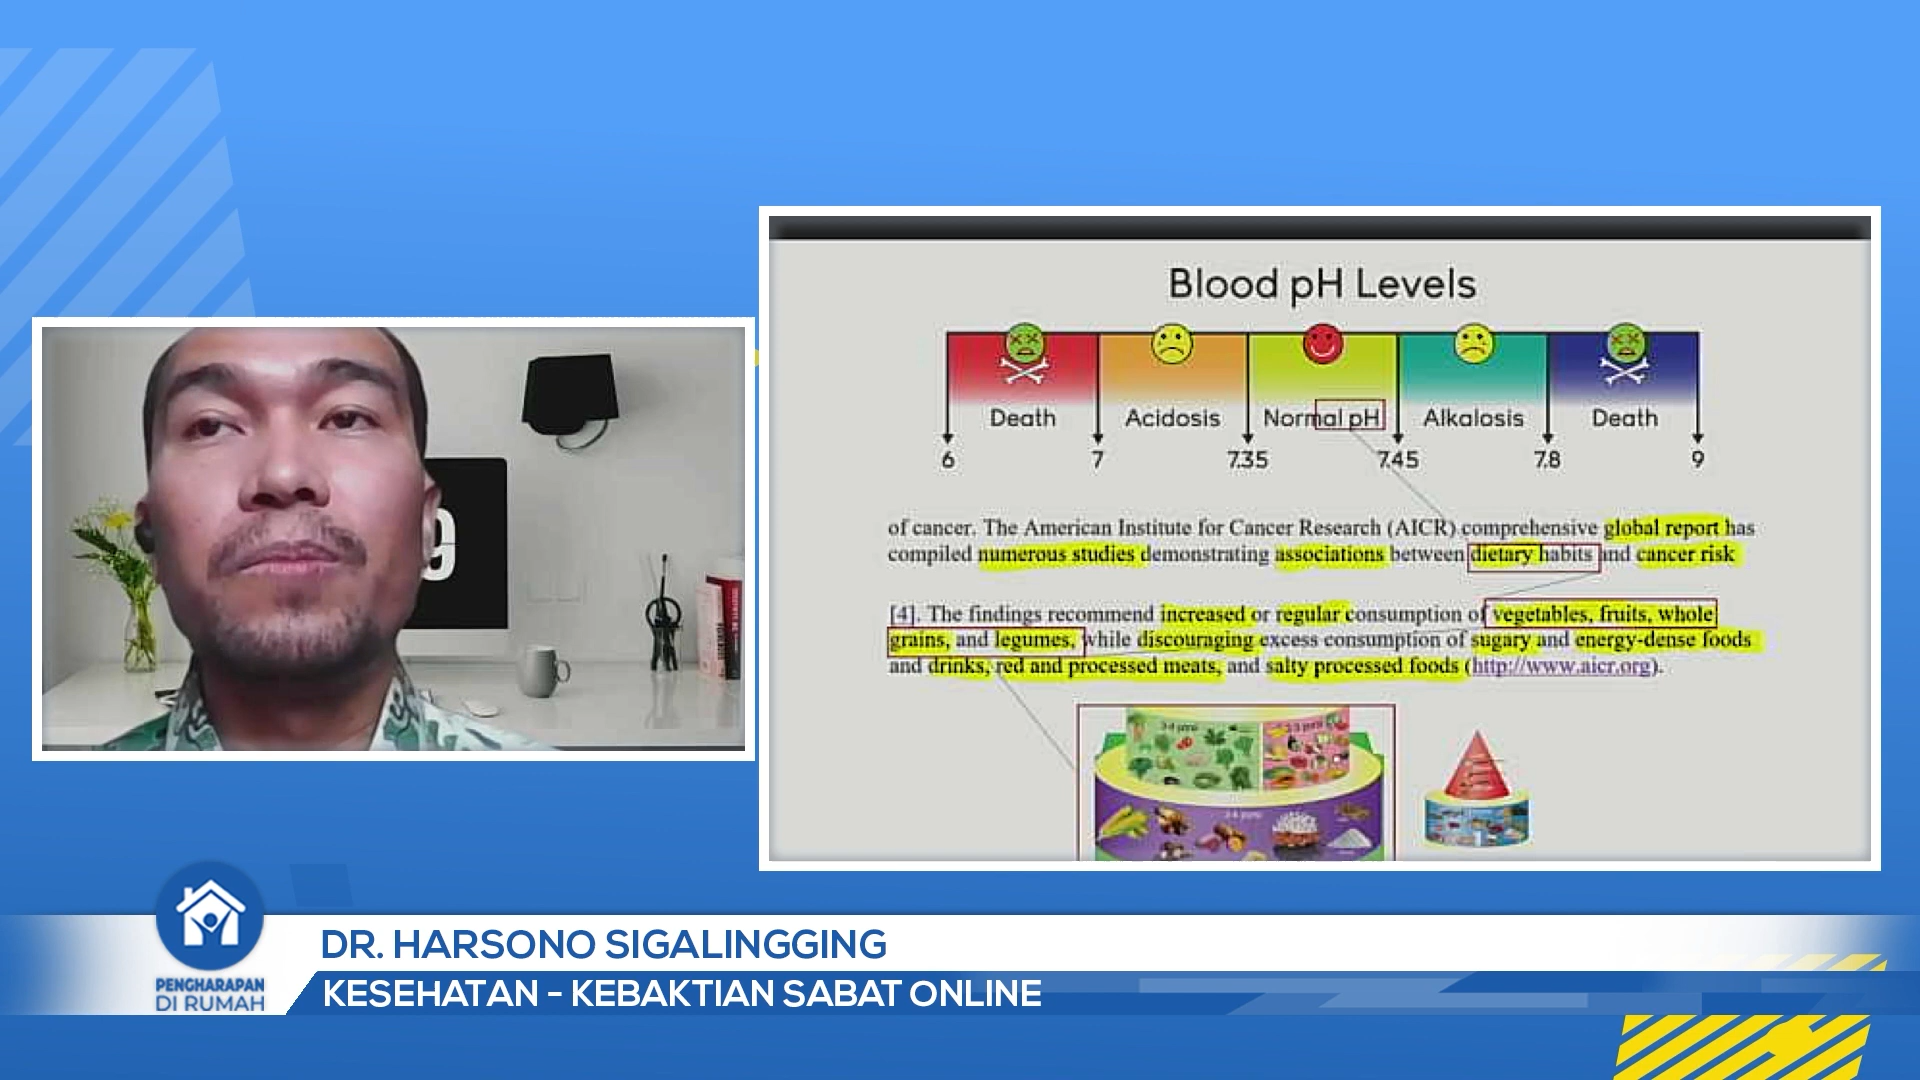 Blood pH Levels
Death
Acidosis
Normal pH
Alkalosis
Death
6
7
7.35
7.45
7.8
9
of cancer. The American Institute for Cancer Research (AICR) comprehensive global report has
compiled numerous studies demonstrating associations between dietary habits and cancer risk
[4]. The findings recommend increased or regular consumption of vegetables, fruits, whole
grains, and legumes, while discouraging excess consumption of sugary and energy-dense foods
and drinks, red and processed meats, and salty processed foods (http://www.aicr.org).
9
DR. HARSONO SIGALINGGING
KESEHATAN - KEBAKTIAN SABAT ONLINE
PENGHARAPAN
DI RUMAH